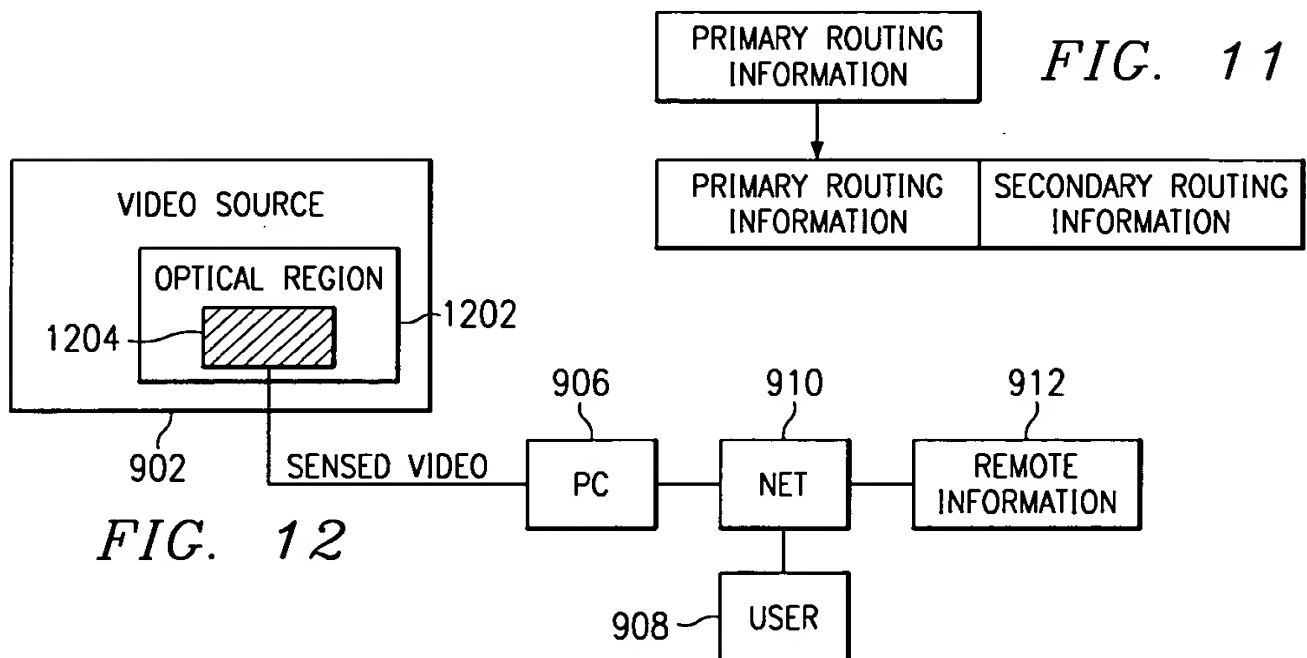 PRIMARY ROUTING
INFORMATION
FIG. 11
PRIMARY ROUTING
INFORMATION
SECONDARY ROUTING
INFORMATION
VIDEO SOURCE
OPTICAL REGION
1204
1202
902
SENSED VIDEO
906
PC
910
NET
912
REMOTE
INFORMATION
908
USER
FIG. 12